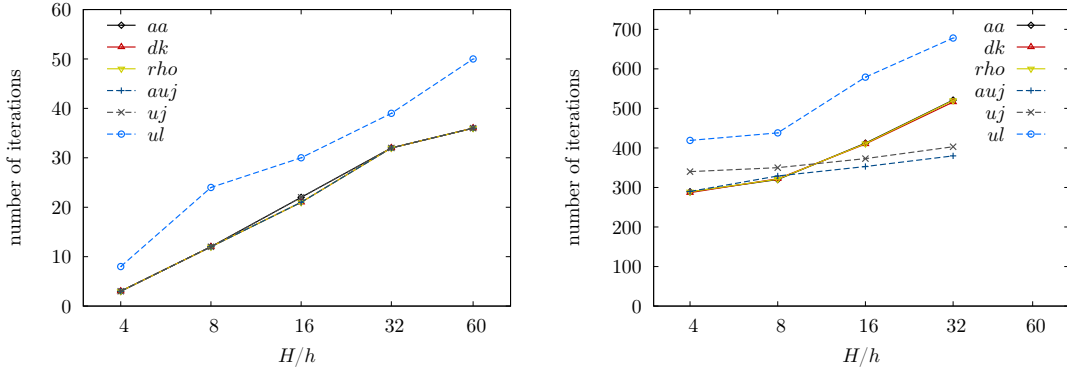 60
50
40
30
20
10
0
number of iterations
aa
dk
rho
auj
uj
ul
4 8 16 32 60
H/h
700
600
500
400
300
200
100
0
number of iterations
aa
dk
rho
auj
uj
ul
4 8 16 32 60
H/h